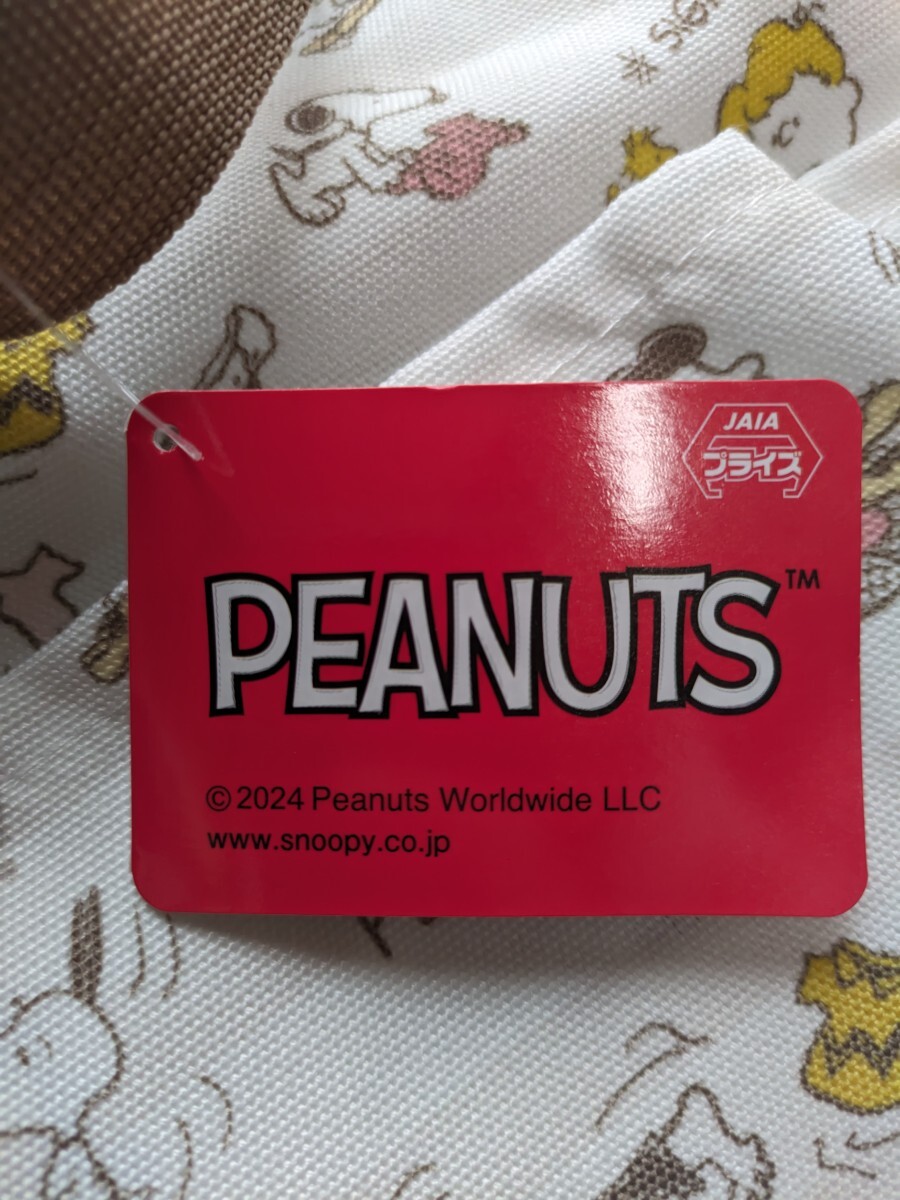 JAIA
プライズ
PEANUTS™
© 2024 Peanuts Worldwide LLC
www.snoopy.co.jp